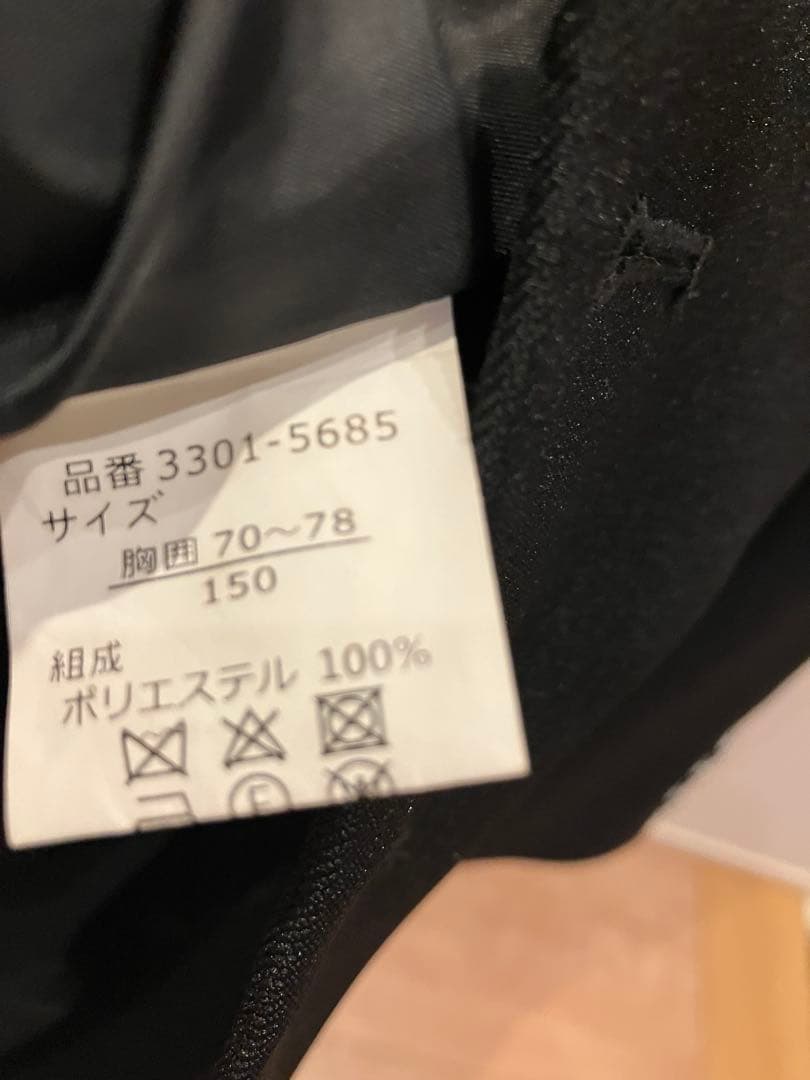 品番 3301-5685
サイズ
胸囲 70～78
150
組成
ポリエステル 100%